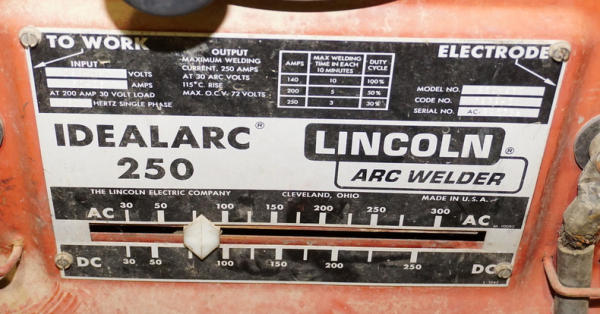 TO WORK
ELECTRODE
INPUT
VOLTS
AMPS
AT 200 AMP 30 VOLT LOAD
HERTZ SINGLE PHASE
OUTPUT
MAXIMUM WELDING
CURRENT, 250 AMPS
AT 30 ARC VOLTS
115°C. RISE
MAX. O.C.V. 72 VOLTS
AMPS MAX WELDING TIME IN EACH 10 MINUTES DUTY CYCLE
140 10 100%
200 5 50%
250 3 30%
MODEL NO.
CODE NO.
SERIAL NO. AC-
IDEALARC®
250
LINCOLN®
ARC WELDER
THE LINCOLN ELECTRIC COMPANY CLEVELAND, OHIO MADE IN U.S.A.
AC 30 50 100 150 200 250 300 AC
DC 30 50 100 150 200 250 DC